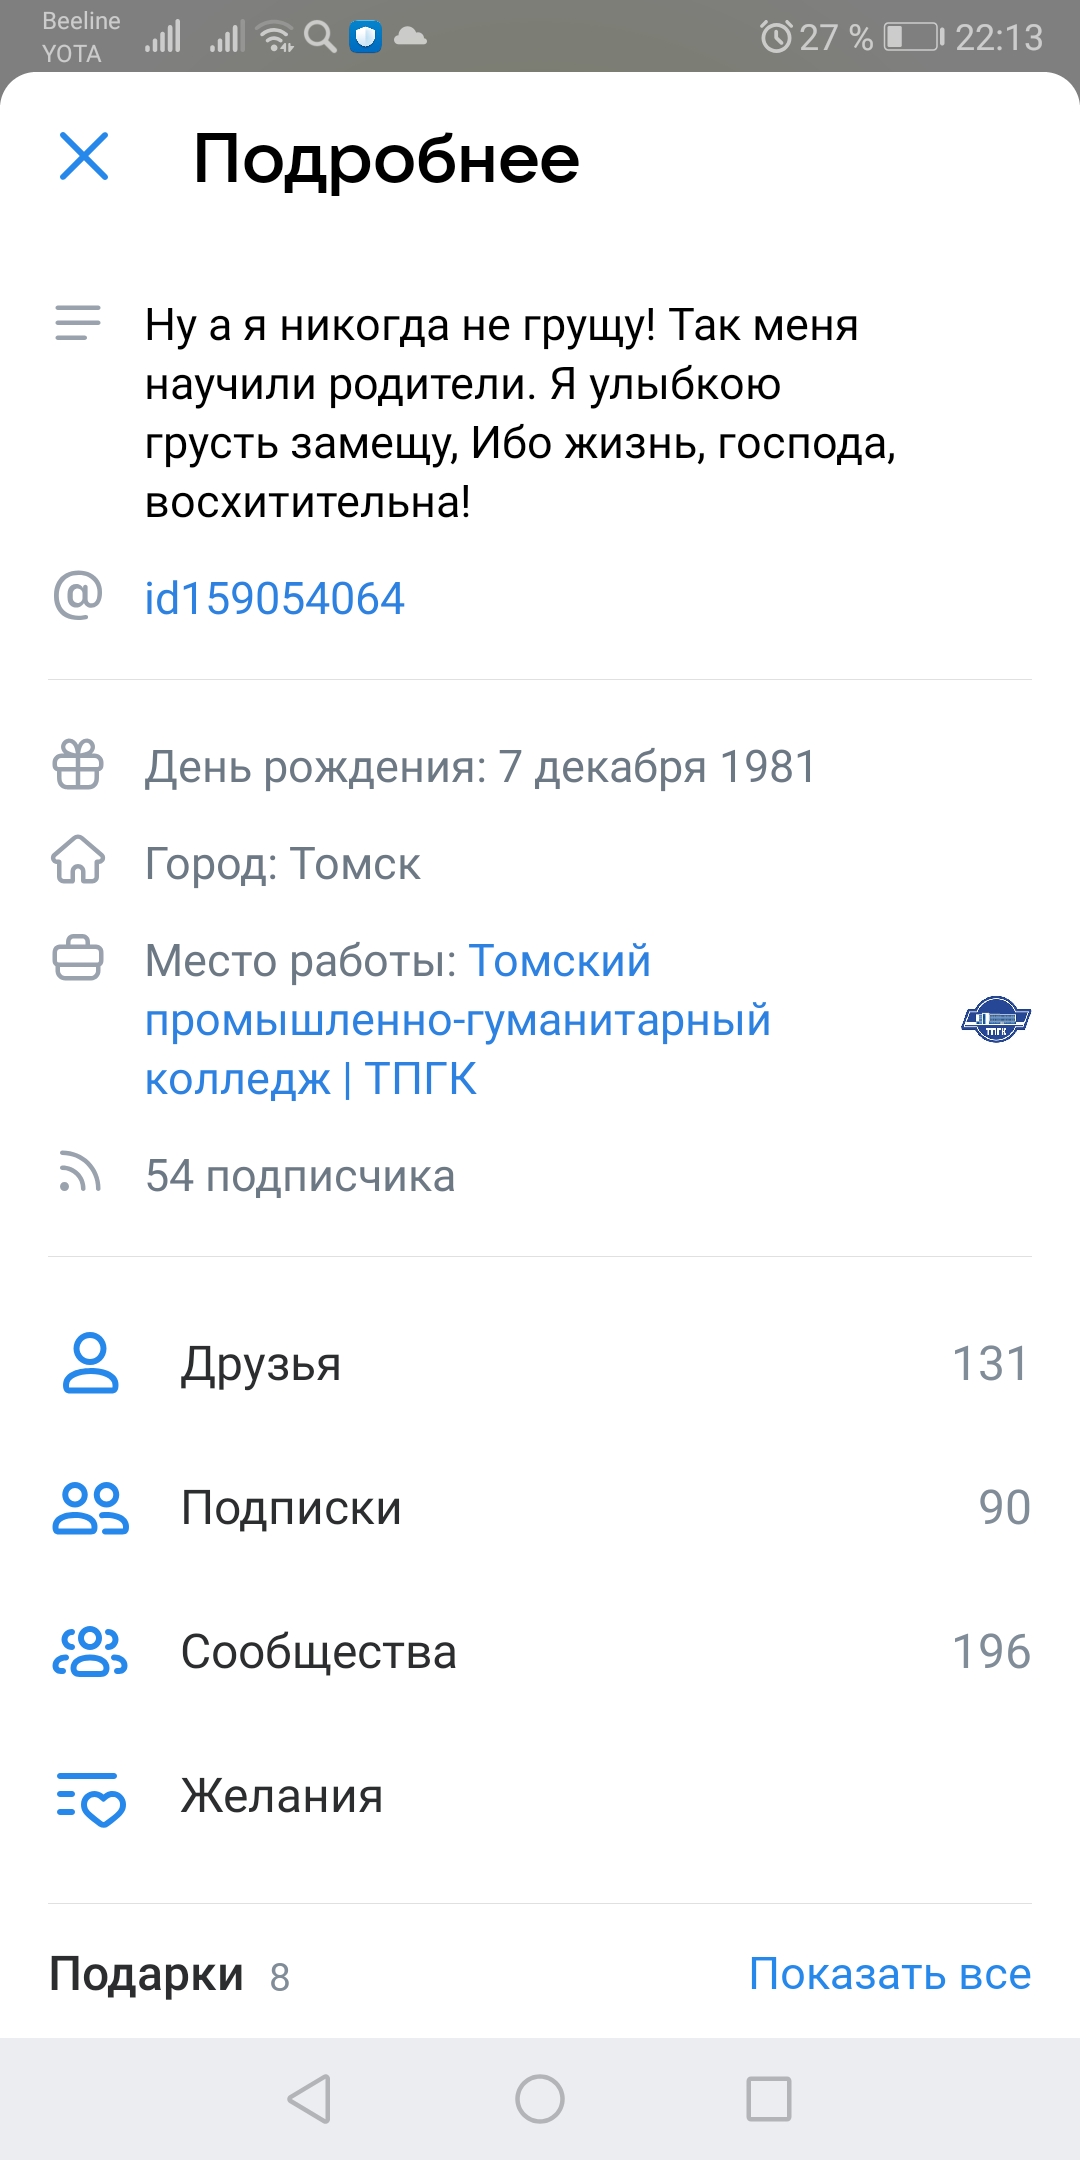 Beeline
YOTA
27 %
22:13
Подробнее
Ну а я никогда не грущу! Так меня
научили родители. Я улыбкою
грусть замещу, Ибо жизнь, господа,
восхитительна!
id159054064
День рождения: 7 декабря 1981
Город: Томск
Место работы: Томский
промышленно-гуманитарный
колледж | ТПГК
ТПГК
54 подписчика
Друзья 131
Подписки 90
Сообщества 196
Желания
Подарки 8 Показать все